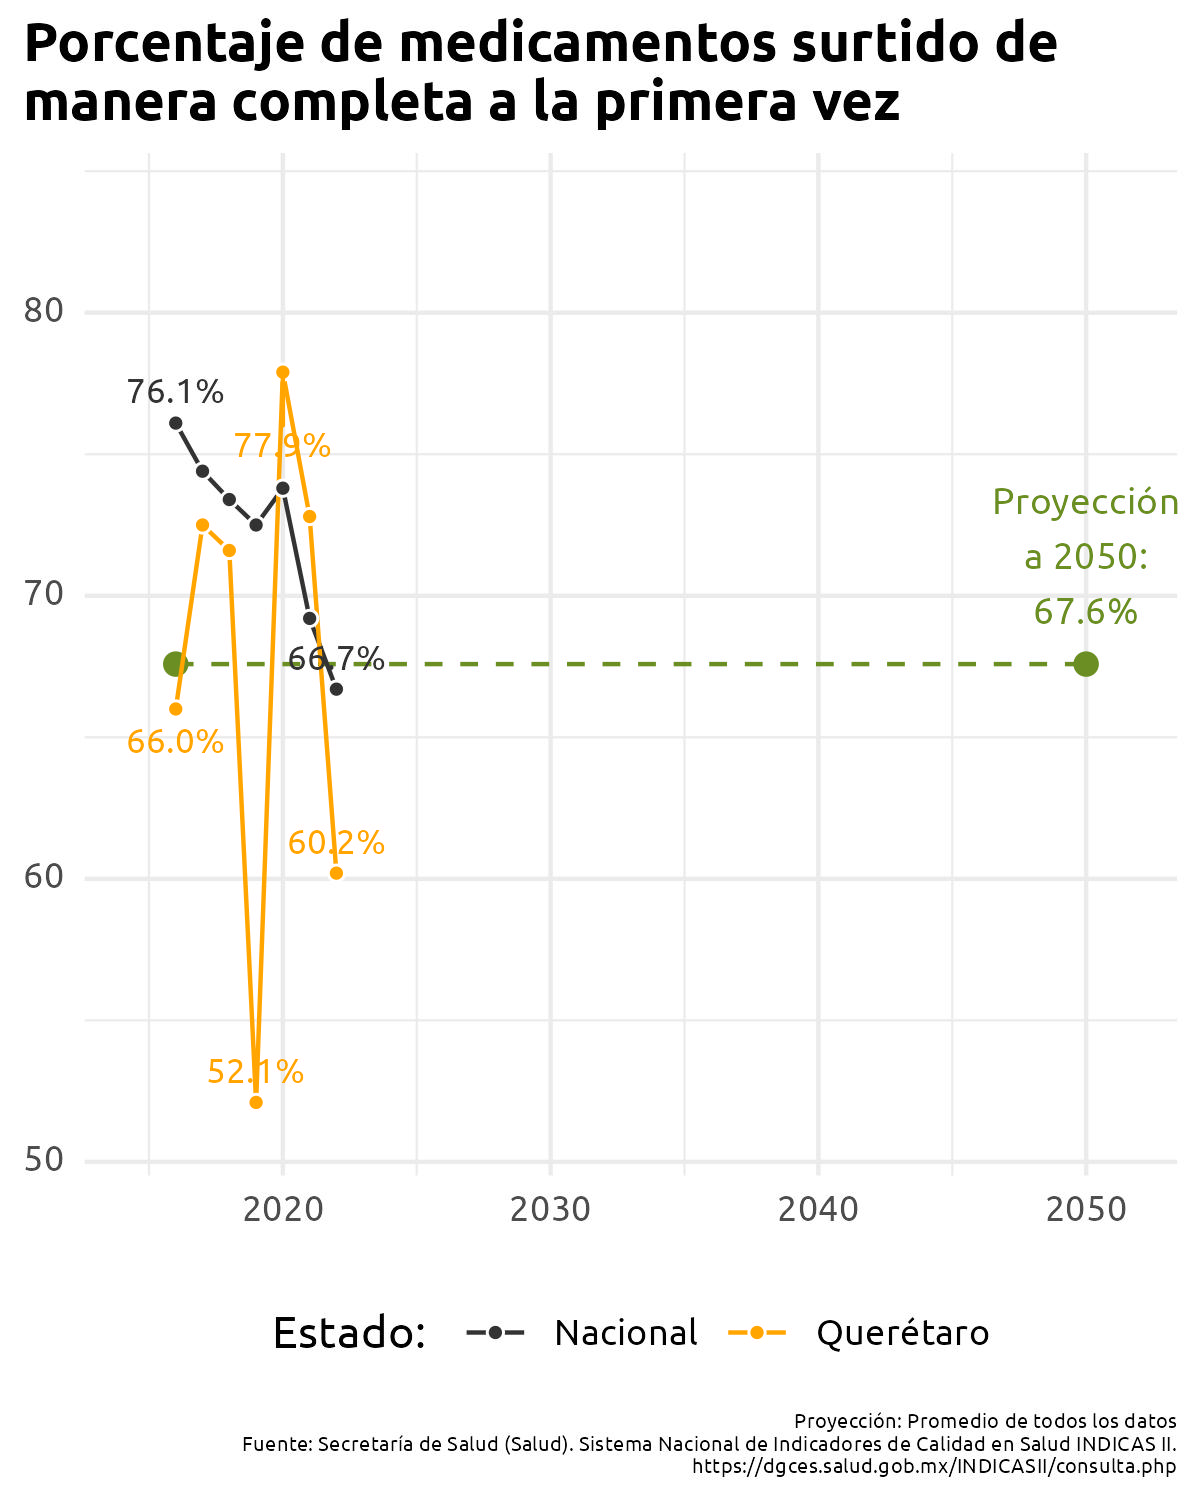 Porcentaje de medicamentos surtido de
manera completa a la primera vez
80
76.1%
77.9%
Proyección
a 2050:
67.6%
70
66.7%
66.0%
60.2%
60
52.1%
50
2020
2030
2040
2050
Estado:
Nacional
Querétaro
Proyección: Promedio de todos los datos
Fuente: Secretaría de Salud (Salud). Sistema Nacional de Indicadores de Calidad en Salud INDICAS II.
https://dgces.salud.gob.mx/INDICASII/consulta.php